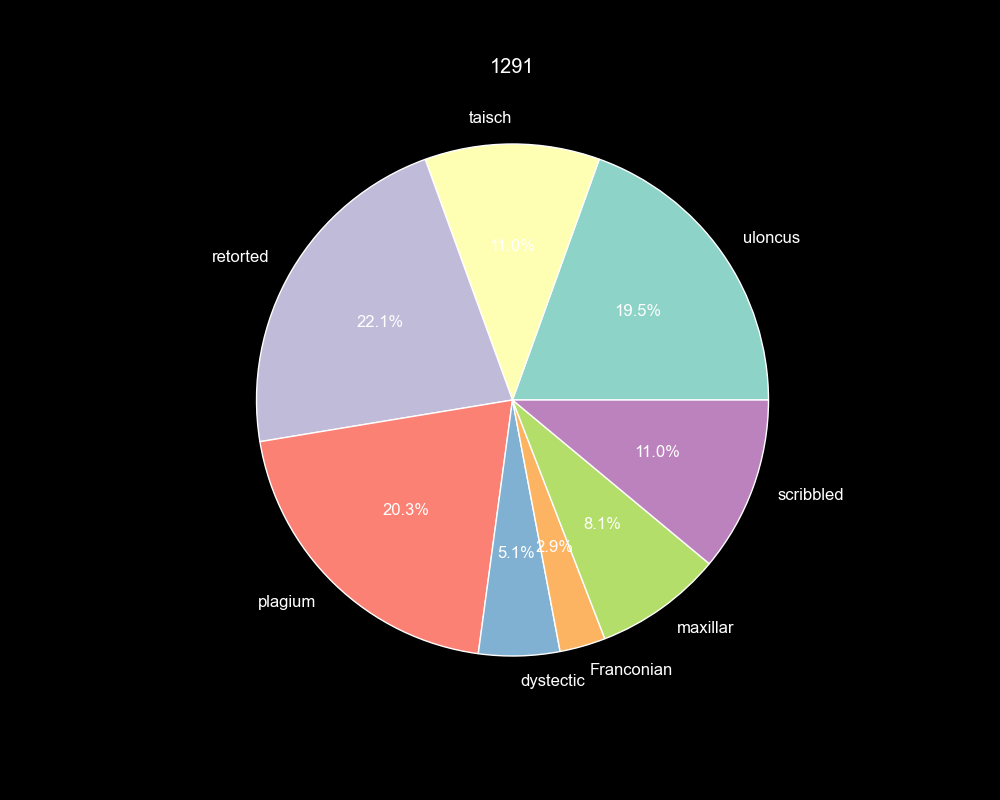 1291
taisch
uloncus
11.0%
retorted
19.5%
22.1%
11.0%
scribbled
20.3%
8.1%
2.9%
5.1%
plagium
maxillar
Franconian
dystectic